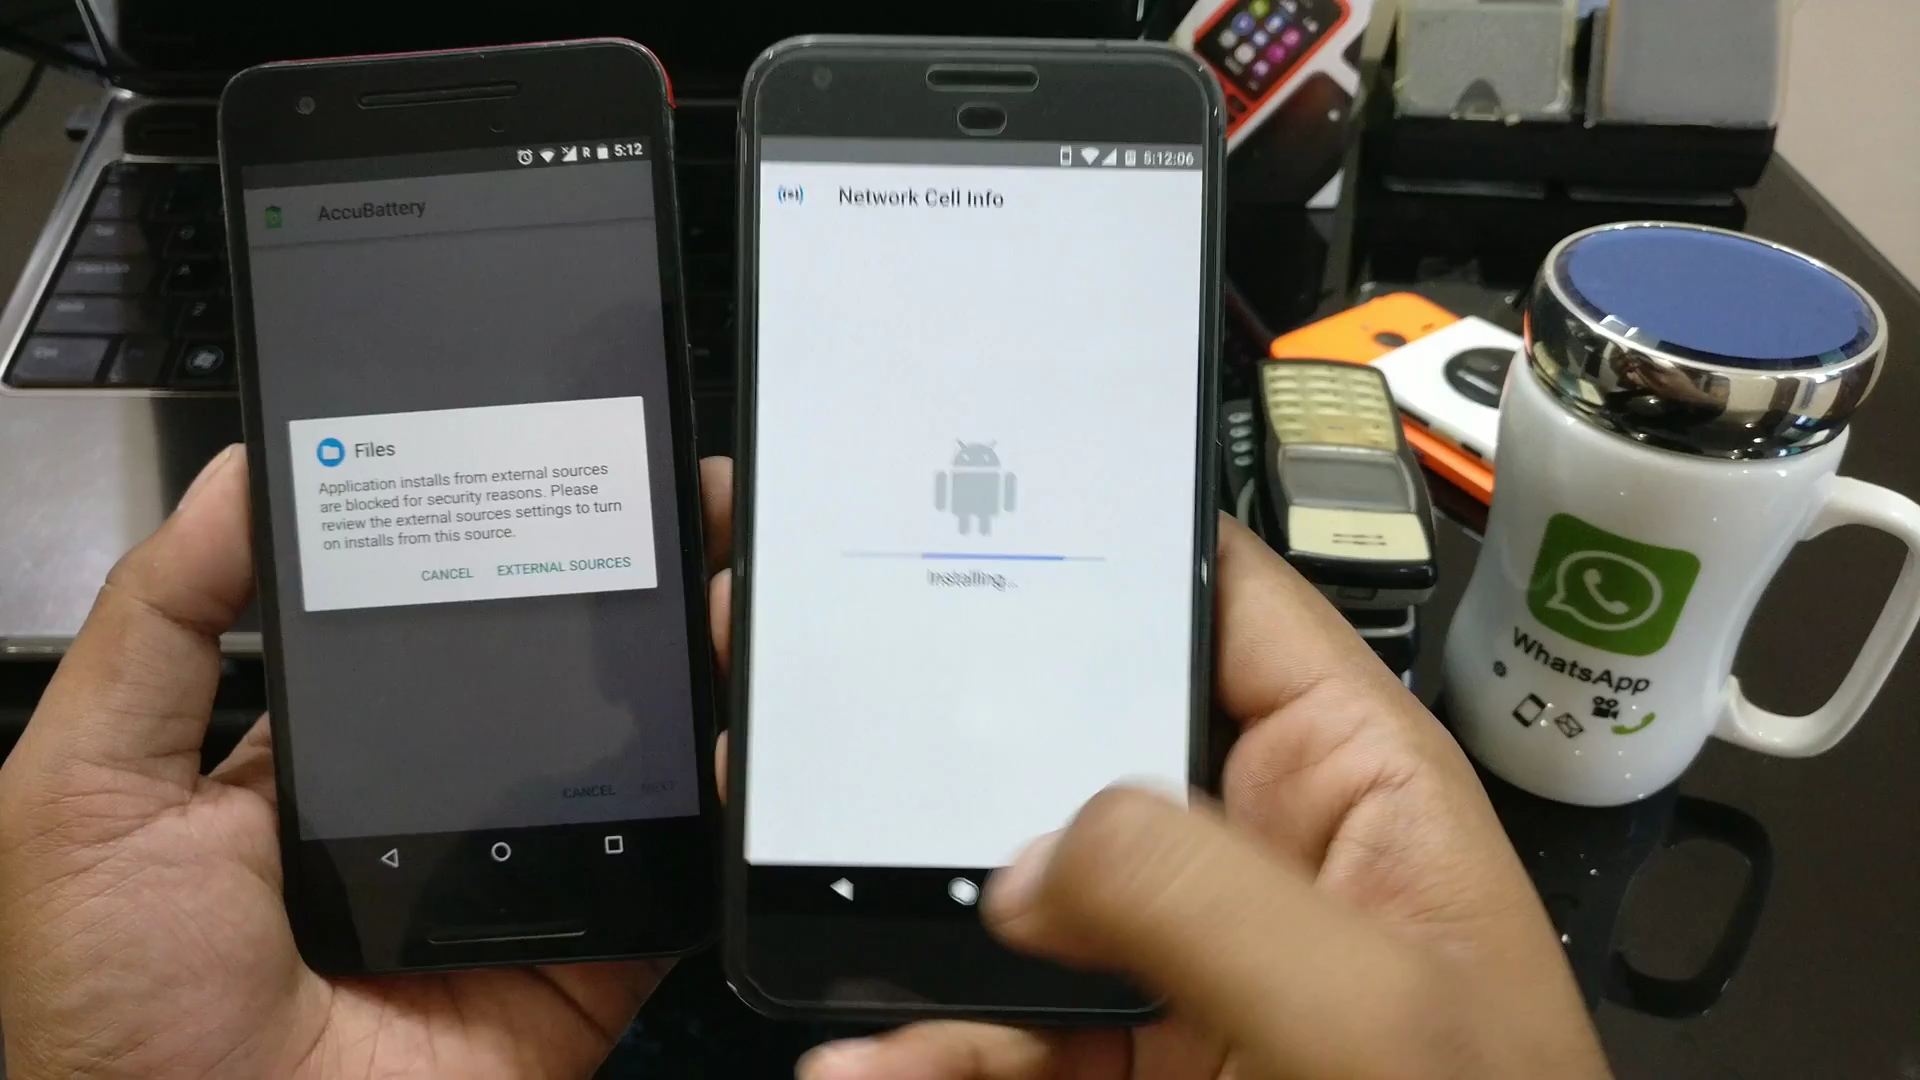 5:12
AccuBattery
Files
Application installs from external sources
are blocked for security reasons. Please
review the external sources settings to turn
on installs from this source.
CANCEL EXTERNAL SOURCES
CANCEL NEXT
5:12:06
Network Cell Info
Installing...
WhatsApp